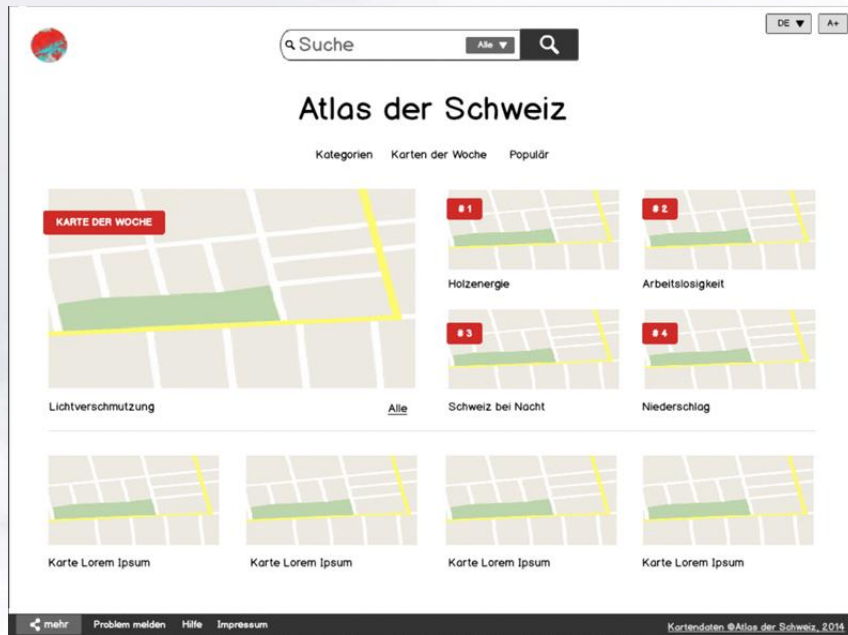 DE ▼ A+
Suche Alle ▼
Atlas der Schweiz
Kategorien Karten der Woche Populär
KARTE DER WOCHE
# 1
# 2
Holzenergie
Arbeitslosigkeit
# 3
# 4
Lichtverschmutzung Alle
Schweiz bei Nacht
Niederschlag
Karte Lorem Ipsum
Karte Lorem Ipsum
Karte Lorem Ipsum
Karte Lorem Ipsum
mehr Problem melden Hilfe Impressum
Kartendaten ©Atlas der Schweiz, 2014